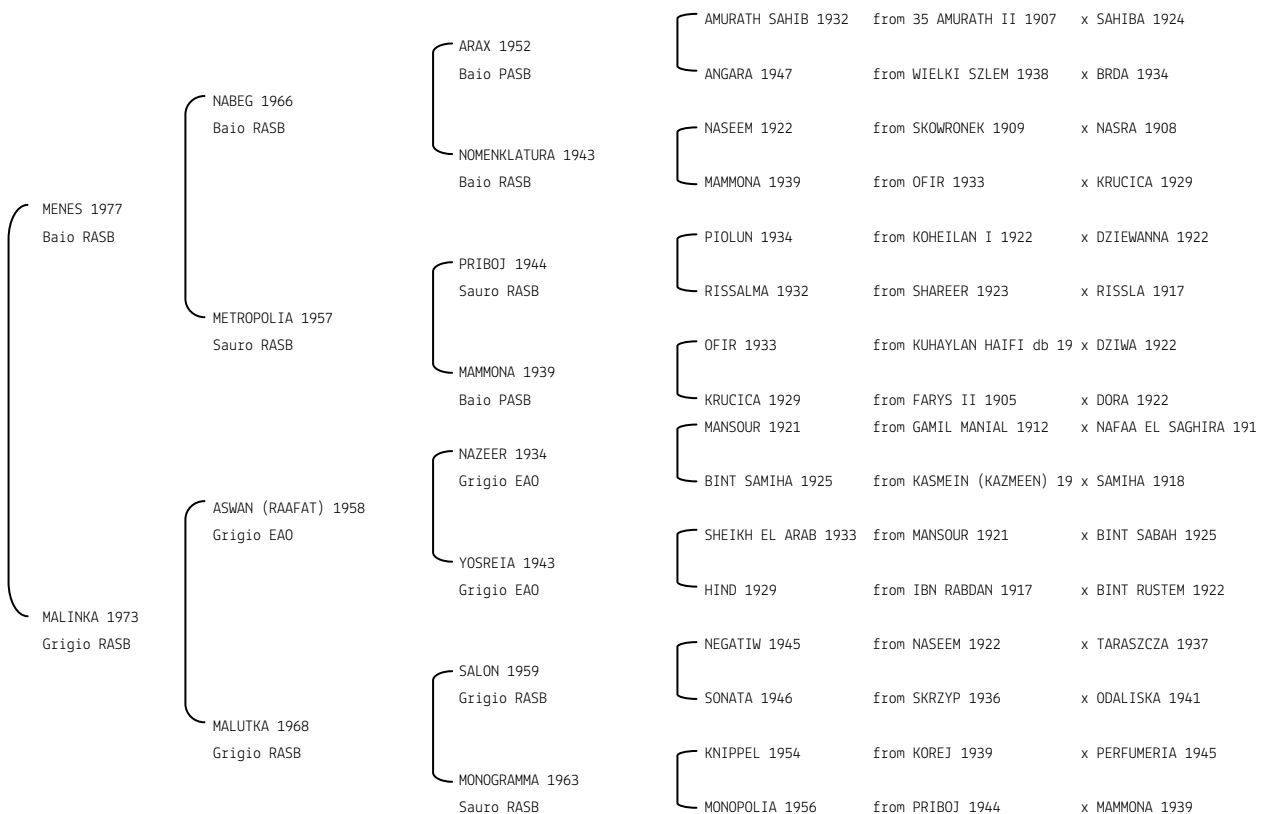 AMURATH SAHIB 1932 from 35 AMURATH II 1907 x SAHIBA 1924
ARAX 1952
Baio PASB
ANGARA 1947 from WIELKI SZLEM 1938 x BRDA 1934
NABEG 1966
Baio RASB
NASEEM 1922 from SKOWRONEK 1909 x NASRA 1908
NOMENKLATURA 1943
Baio RASB
MAMMONA 1939 from OFIR 1933 x KRUCICA 1929
MENES 1977
Baio RASB
PIOLUN 1934 from KOHEILAN I 1922 x DZIEWANNA 1922
PRIBOJ 1944
Sauro RASB
RISSALMA 1932 from SHAREER 1923 x RISSLA 1917
METROPOLIA 1957
Sauro RASB
OFIR 1933 from KUHAYLAN HAIFI db 19 x DZIWA 1922
MAMMONA 1939
Baio PASB
KRUCICA 1929 from FARYS II 1905 x DORA 1922
MANSOUR 1921 from GAMIL MANIAL 1912 x NAFAA EL SAGHIRA 191
NAZEER 1934
Grigio EAO
BINT SAMIHA 1925 from KASMEIN (KAZMEEN) 19 x SAMIHA 1918
ASWAN (RAAFAT) 1958
Grigio EAO
SHEIKH EL ARAB 1933 from MANSOUR 1921 x BINT SABAH 1925
YOSREIA 1943
Grigio EAO
HIND 1929 from IBN RABDAN 1917 x BINT RUSTEM 1922
MALINKA 1973
Grigio RASB
NEGATIW 1945 from NASEEM 1922 x TARASZCZA 1937
SALON 1959
Grigio RASB
SONATA 1946 from SKRZYP 1936 x ODALISKA 1941
MALUTKA 1968
Grigio RASB
KNIPPEL 1954 from KOREJ 1939 x PERFUMERIA 1945
MONOGRAMMA 1963
Sauro RASB
MONOPOLIA 1956 from PRIBOJ 1944 x MAMMONA 1939